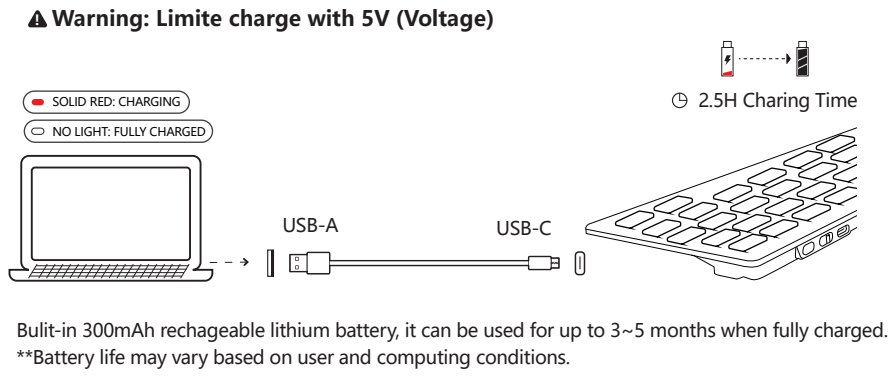 Warning: Limite charge with 5V (Voltage)
SOLID RED: CHARGING
NO LIGHT: FULLY CHARGED
2.5H Charing Time
USB-A
USB-C
Bulit-in 300mAh rechageable lithium battery, it can be used for up to 3~5 months when fully charged.
**Battery life may vary based on user and computing conditions.